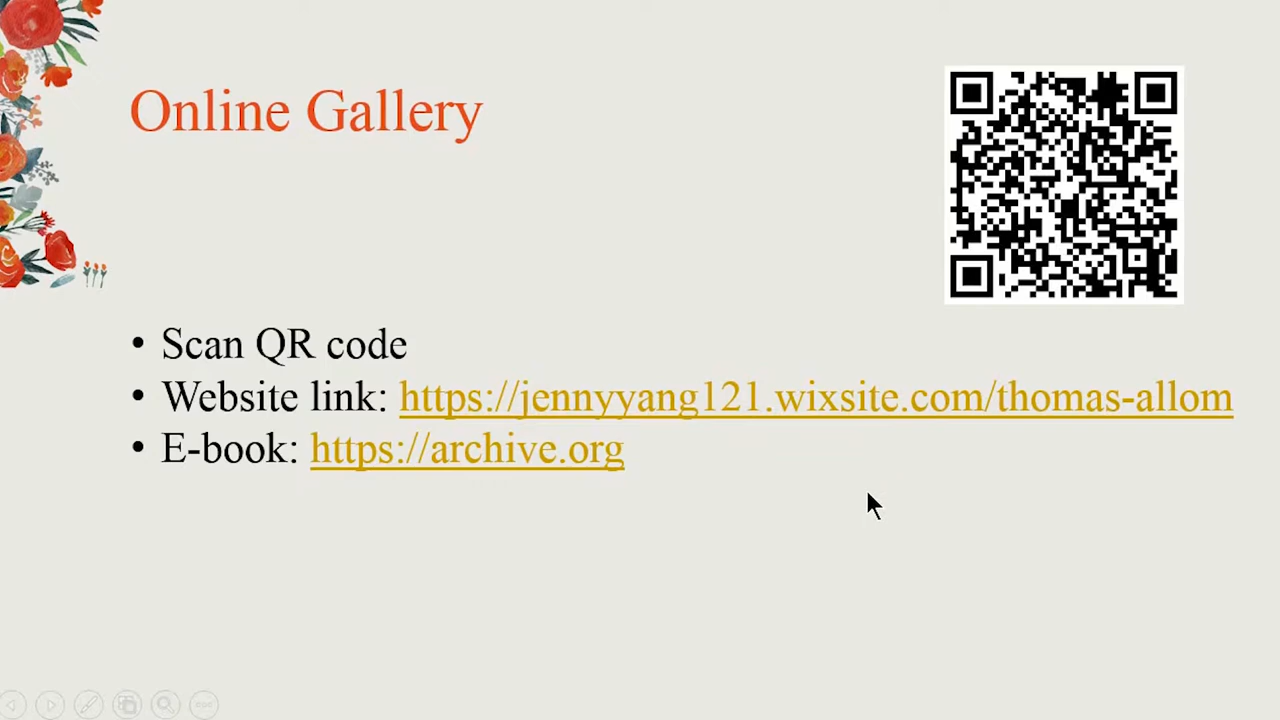 Online Gallery
• Scan QR code
• Website link: https://jennyyang121.wixsite.com/thomas-allom
• E-book: https://archive.org